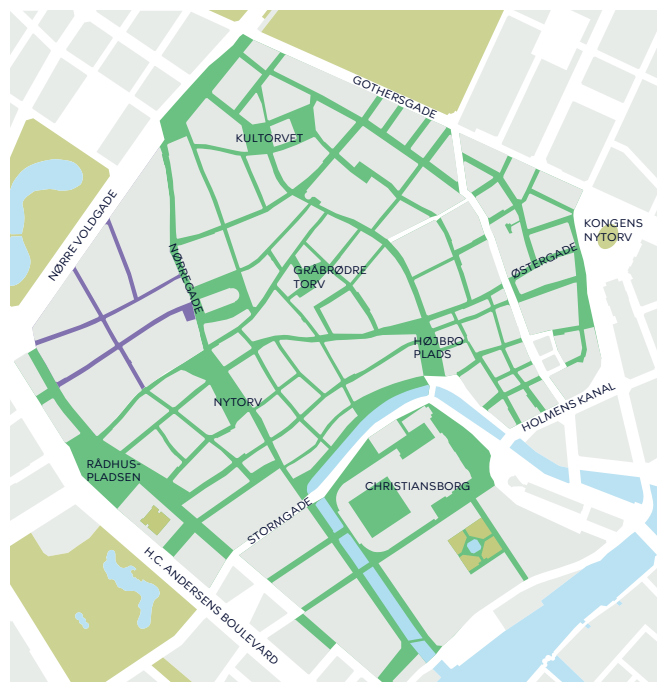 GOTHERSGADE
KULTORVET
NØRRE VOLDGADE
KONGENS
NYTORV
ØSTERGADE
NØRREGADE
GRÅBRØDRE
TORV
HØJBRO
PLADS
HOLMENS KANAL
NYTORV
RÅDHUS-
PLADSEN
CHRISTIANSBORG
STORMGADE
H.C. ANDERSENS BOULEVARD